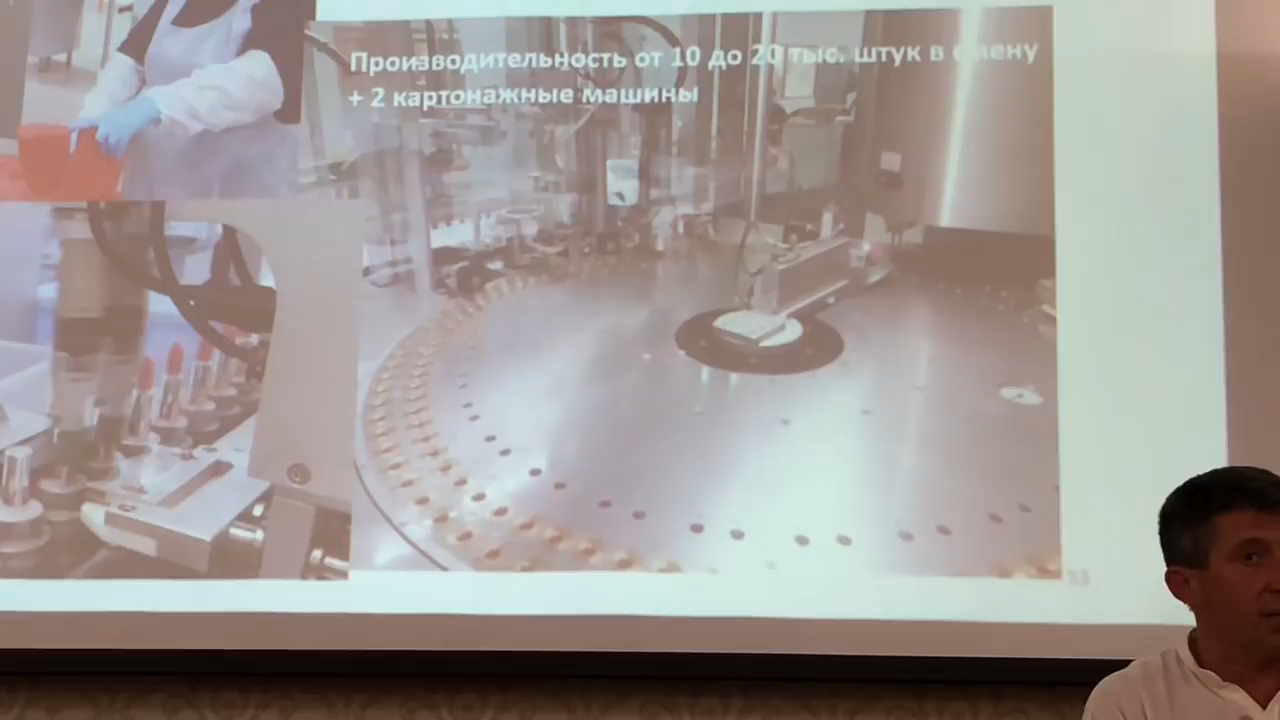 Производительность от 10 до 20 тыс. штук в смену
+ 2 картонажные машины